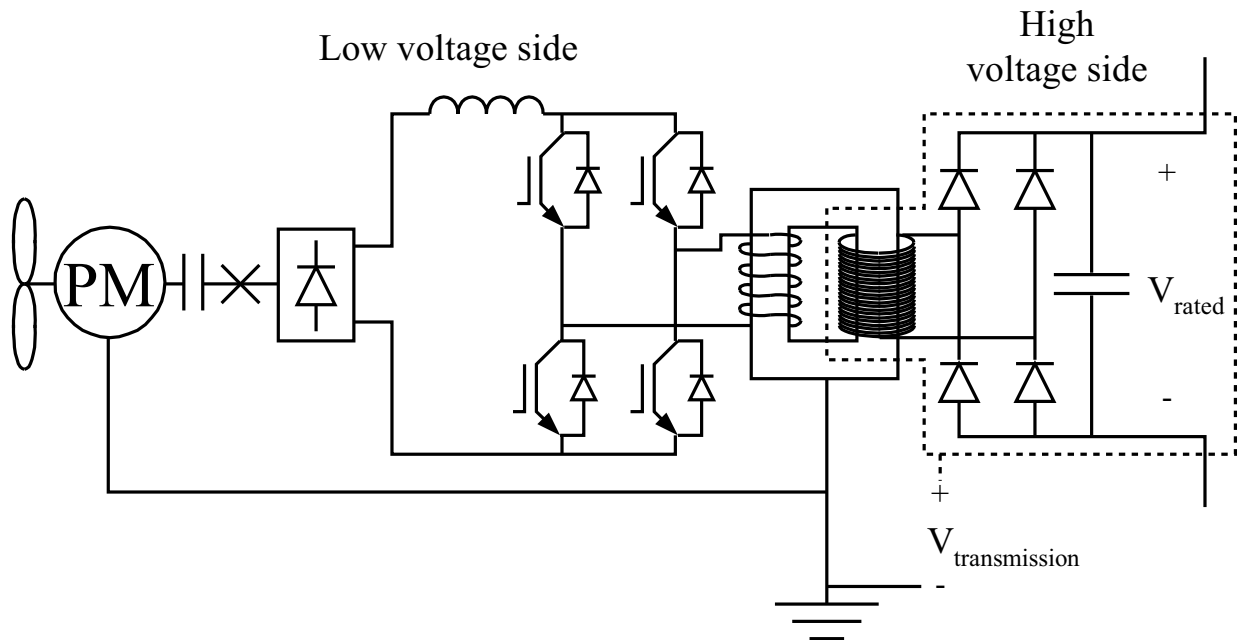 Low voltage side
High
voltage side
PM
+
V rated
-
+
V transmission
-